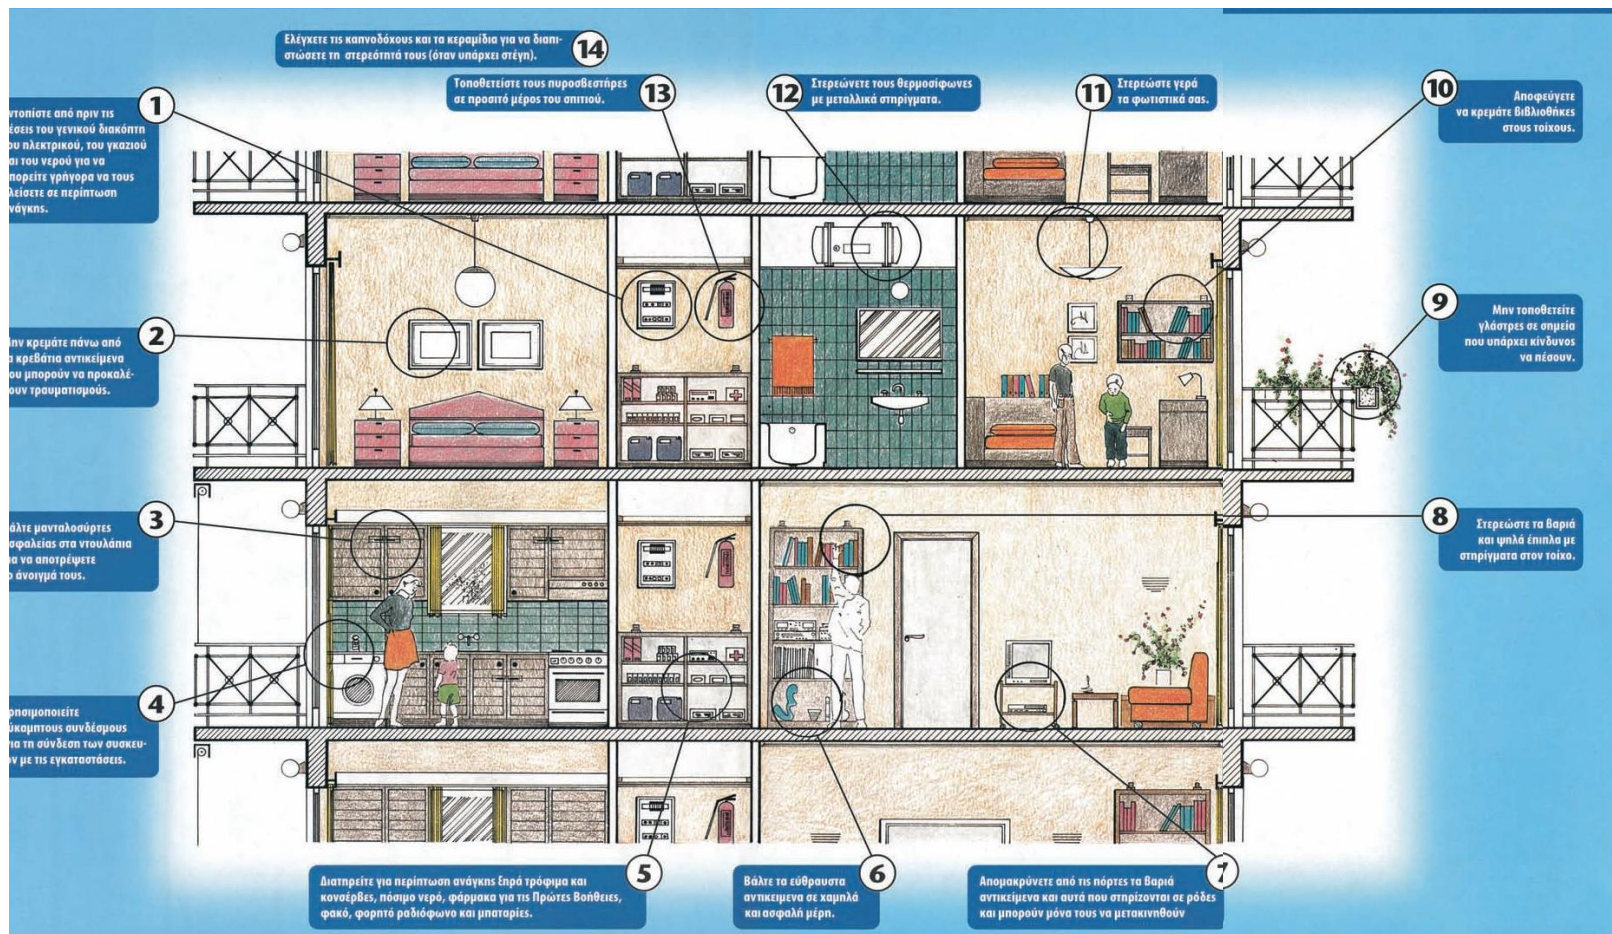 Ελέγχετε τις καπνοδόχους και τα κεραμίδια για να διαπι-
στώσετε τη στερεότητά τους (όταν υπάρχει στέγη).
14
Τοποθετείστε τους πυροσβεστήρες
σε προσιτό μέρος του σπιτιού.
13
12
Στερεώνετε τους θερμοσίφωνες
με μεταλλικά στηρίγματα.
11
Στερεώστε γερά
τα φωτιστικά σας.
10
Αποφεύγετε
να κρεμάτε βιβλιοθήκες
στους τοίχους.
1
ντοπίστε από πριν τις
έσεις του γενικού διακόπτη
ου ηλεκτρικού, του γκαζιού
αι του νερού για να
πορείτε γρήγορα να τους
λείσετε σε περίπτωση
νάγκης.
2
Μην κρεμάτε πάνω από
α κρεβάτια αντικείμενα
ου μπορούν να προκαλέ-
ουν τραυματισμούς.
9
Μην τοποθετείτε
γλάστρες σε σημεία
που υπάρχει κίνδυνος
να πέσουν.
3
άλτε μανταλοσύρτες
σφαλείας στα ντουλάπια
ια να αποτρέψετε
ο άνοιγμά τους.
8
Στερεώστε τα βαριά
και ψηλά έπιπλα με
στηρίγματα στον τοίχο.
4
ρησιμοποιείτε
ύκαμπτους συνδέσμους
ια τη σύνδεση των συσκευ-
ών με τις εγκαταστάσεις.
5
Διατηρείτε για περίπτωση ανάγκης ξηρά τρόφιμα και
κονσέρβες, πόσιμο νερό, φάρμακα για τις Πρώτες Βοήθειες,
φακό, φορητό ραδιόφωνο και μπαταρίες.
6
Βάλτε τα εύθραυστα
αντικειμενα σε χαμηλά
και ασφαλή μέρη.
7
Απομακρύνετε από τις πόρτες τα βαριά
αντικείμενα και αυτά που στηρίζονται σε ρόδες
και μπορούν μόνα τους να μετακινηθούν